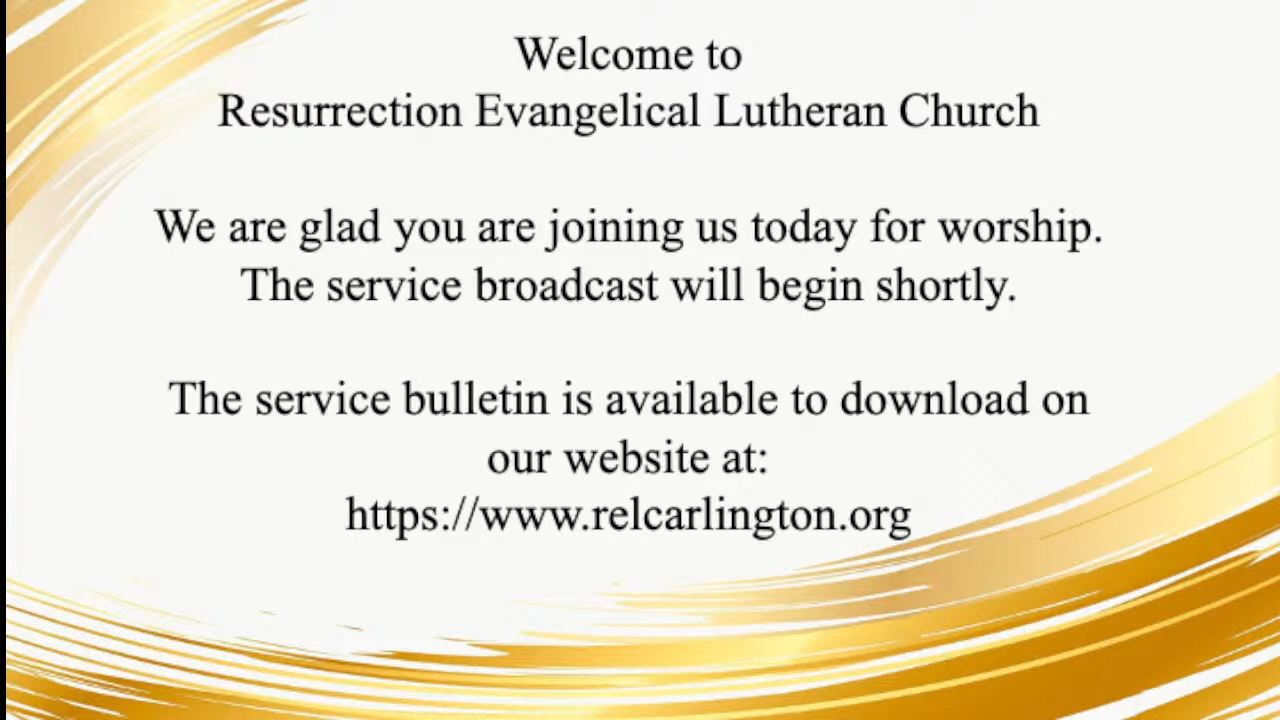 Welcome to
Resurrection Evangelical Lutheran Church
We are glad you are joining us today for worship.
The service broadcast will begin shortly.
The service bulletin is available to download on
our website at:
https://www.relcarlington.org